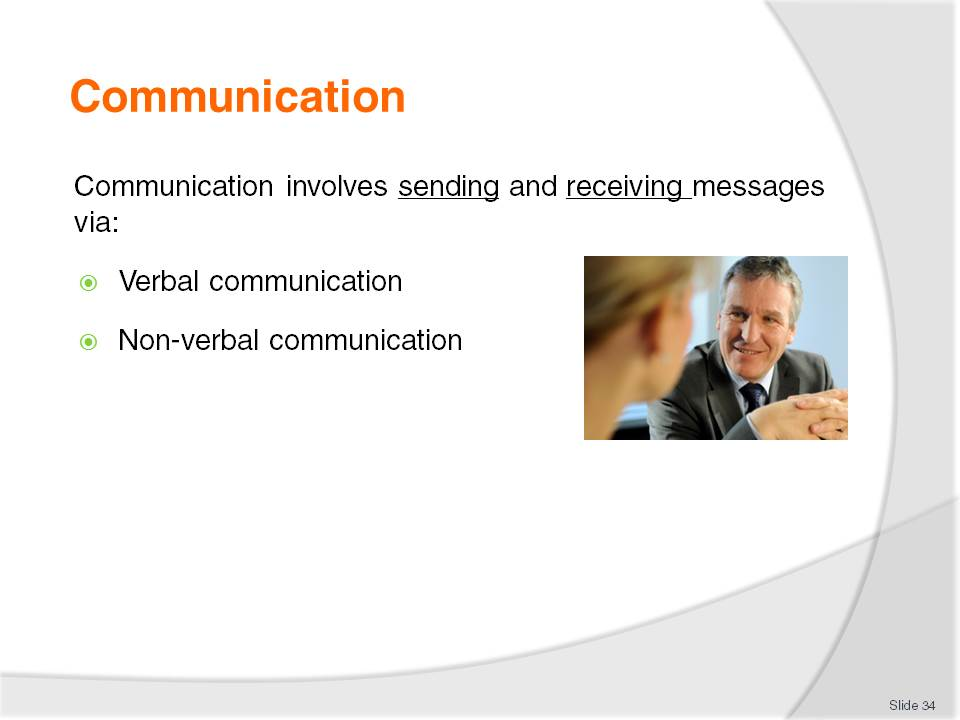 Communication
Communication involves sending and receiving messages
via:
Verbal communication
Non-verbal communication
Slide 34